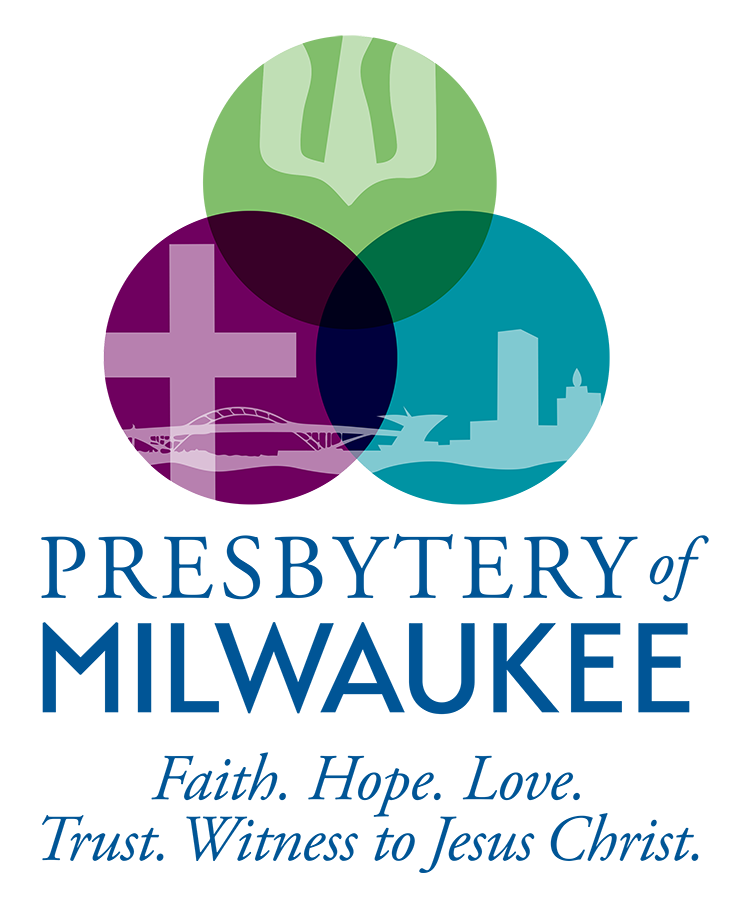 PRESBYTERY of
MILWAUKEE
Faith. Hope. Love.
Trust. Witness to Jesus Christ.